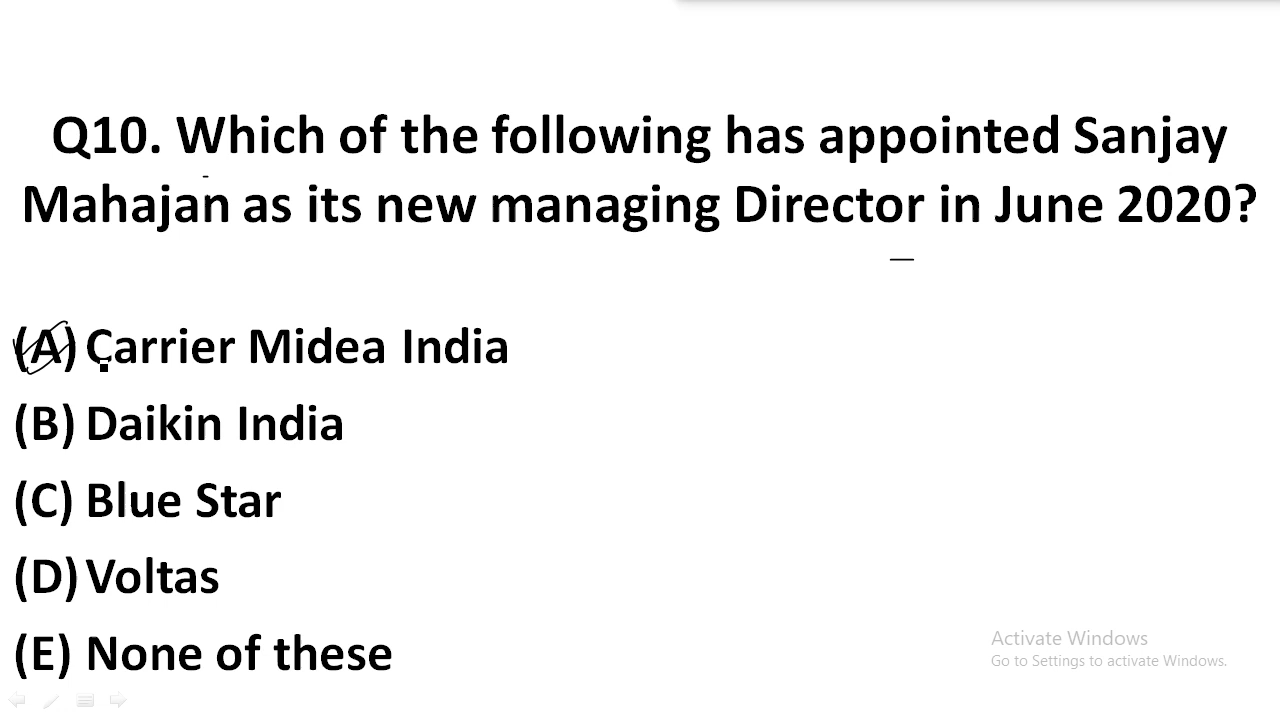 Q10. Which of the following has appointed Sanjay
Mahajan as its new managing Director in June 2020?
(A) Carrier Midea India
(B) Daikin India
(C) Blue Star
(D) Voltas
(E) None of these
Activate Windows
Go to Settings to activate Windows.